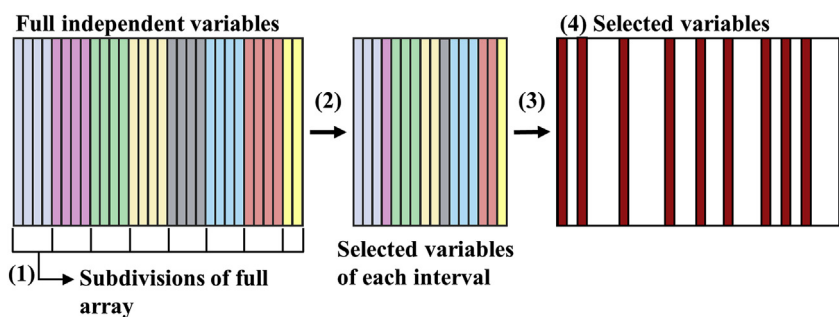 Full independent variables
(4) Selected variables
(2)
(3)
Selected variables
of each interval
(1)
Subdivisions of full
array